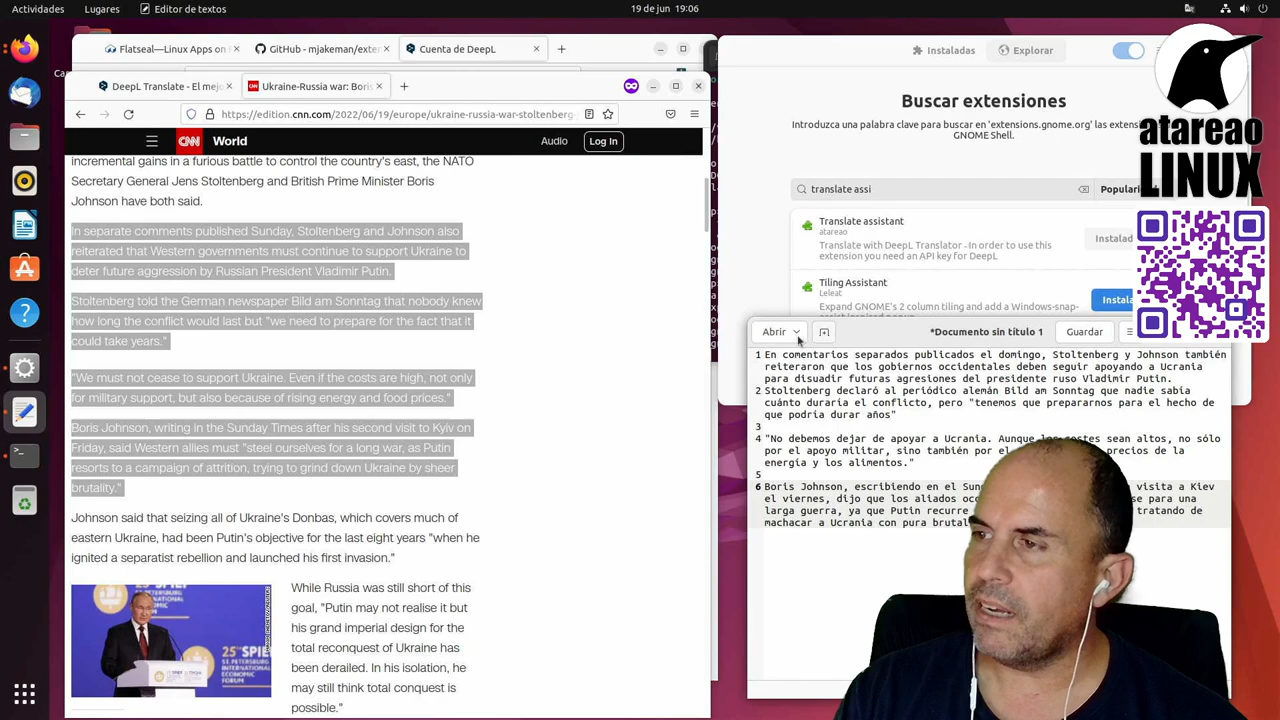 Actividades
Lugares
Editor de textos
19 de jun 19:06
Flatseal—Linux Apps on F
GitHub - mjakeman/exter
Cuenta de DeepL
DeepL Translate - El mejo
Ukraine-Russia war: Boris
https://edition.cnn.com/2022/06/19/europe/ukraine-russia-war-stoltenberg-
CNN World
Audio
Log In
incremental gains in a furious battle to control the country's east, the NATO
Secretary General Jens Stoltenberg and British Prime Minister Boris
Johnson have both said.
In separate comments published Sunday, Stoltenberg and Johnson also
reiterated that Western governments must continue to support Ukraine to
deter future aggression by Russian President Vladimir Putin.
Stoltenberg told the German newspaper Bild am Sonntag that nobody knew
how long the conflict would last but "we need to prepare for the fact that it
could take years."
"We must not cease to support Ukraine. Even if the costs are high, not only
for military support, but also because of rising energy and food prices."
Boris Johnson, writing in the Sunday Times after his second visit to Kyiv on
Friday, said Western allies must "steel ourselves for a long war, as Putin
resorts to a campaign of attrition, trying to grind down Ukraine by sheer
brutality."
Johnson said that seizing all of Ukraine's Donbas, which covers much of
eastern Ukraine, had been Putin's objective for the last eight years "when he
ignited a separatist rebellion and launched his first invasion."
25th SPIEF
ST. PETERSBURG
INTERNATIONAL
ECONOMIC
FORUM
While Russia was still short of this
goal, "Putin may not realise it but
his grand imperial design for the
total reconquest of Ukraine has
been derailed. In his isolation, he
may still think total conquest is
possible."
Instaladas
Explorar
Buscar extensiones
Introduzca una palabra clave para buscar en 'extensions.gnome.org' las
GNOME Shell.
translate assi
Translate assistant
atareao
Translate with DeepL Translator - In order to use this
extension you need an API key for DeepL
Instalad
Tiling Assistant
Leleat
Expand GNOME's 2 column tiling and add a Windows-snap-
Instala
atareao
LINUX
Abrir
*Documento sin título 1
Guardar
1 En comentarios separados publicados el domingo, Stoltenberg y Johnson también
reiteraron que los gobiernos occidentales deben seguir apoyando a Ucrania
para disuadir futuras agresiones del presidente ruso Vladimir Putin.
2 Stoltenberg declaró al periódico alemán Bild am Sonntag que nadie sabía
cuánto duraría el conflicto, pero "tenemos que prepararnos para el hecho de
que podría durar años"
3
4 "No debemos dejar de apoyar a Ucrania. Aunque los costes sean altos, no sólo
por el apoyo militar, sino también por el precios de la
energía y los alimentos."
5
6 Boris Johnson, escribiendo en el visita a Kiev
el viernes, dijo que los aliados para una
larga guerra, ya que Putin recurre tratando de
machacar a Ucrania con pura